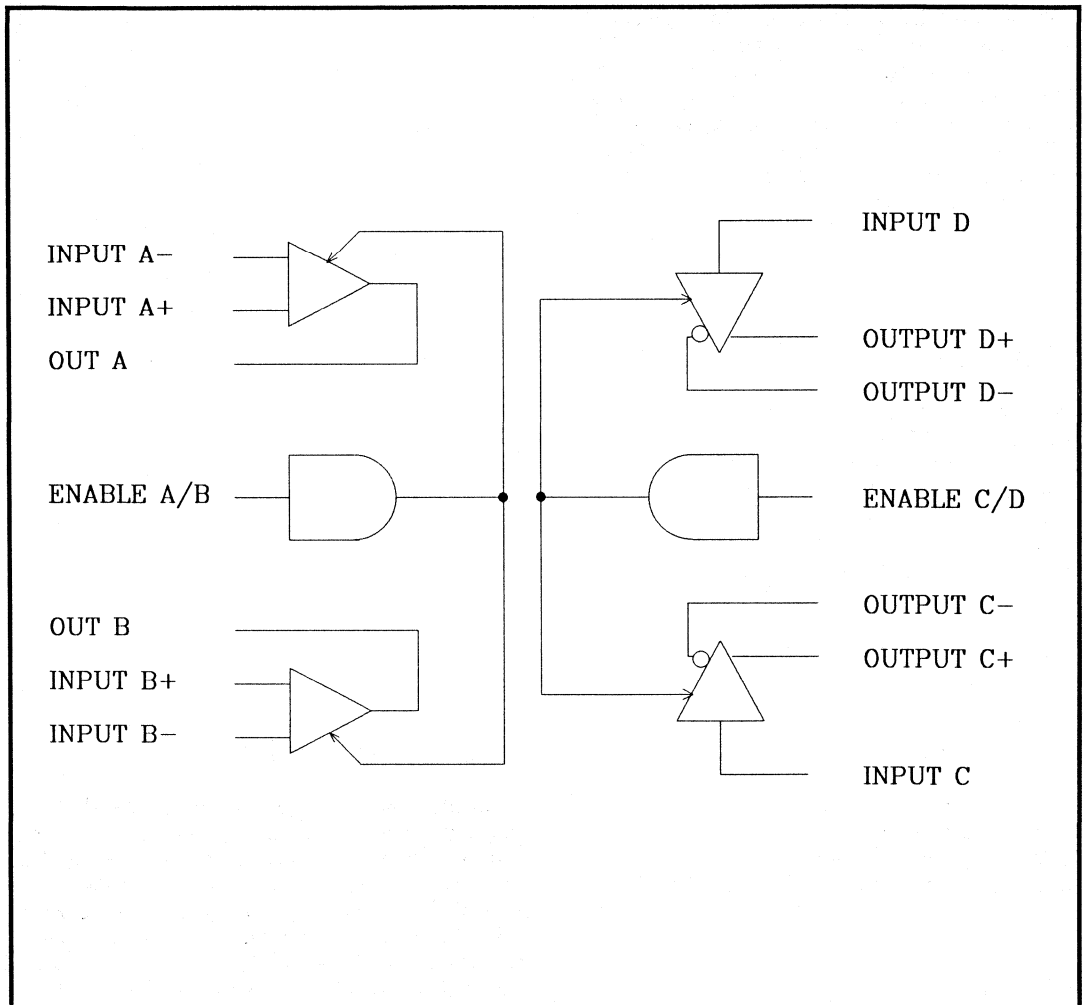 INPUT A-
INPUT A+
OUT A
ENABLE A/B
OUT B
INPUT B+
INPUT B-
INPUT D
OUTPUT D+
OUTPUT D-
ENABLE C/D
OUTPUT C-
OUTPUT C+
INPUT C